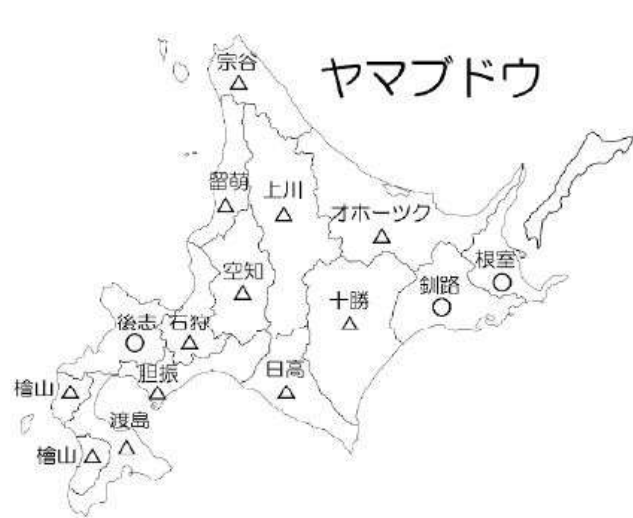 ヤマブドウ
宗谷
△
留萌
△
上川
△
オホーツク
△
根室
○
釧路
○
空知
△
十勝
△
後志
○
石狩
△
胆振
△
日高
△
檜山 △
渡島
△
檜山 △